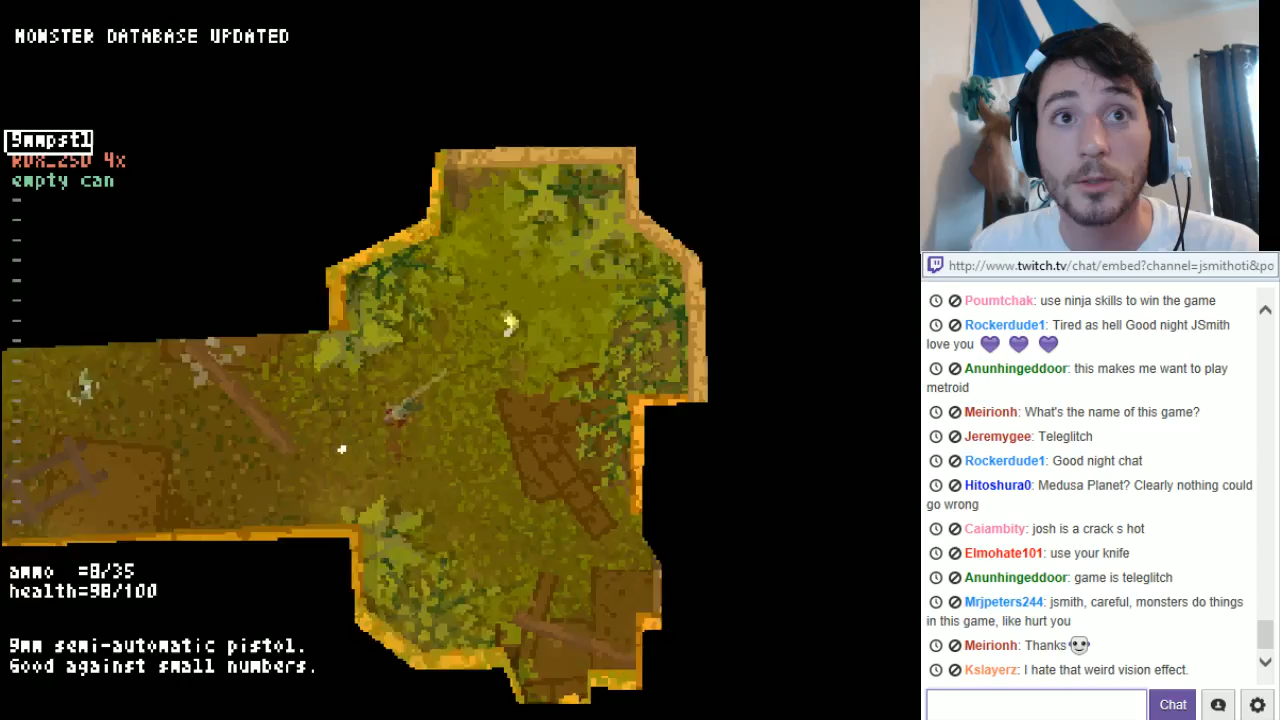 MONSTER DATABASE UPDATED
9mmpstl
4x
empty can
ammo =8/35
health=98/100
9mm semi-automatic pistol.
Good against small numbers.
http://www.twitch.tv/chat/embed?channel=jsmithoti&po
Poumtchak: use ninja skills to win the game
Rockerdude1: Tired as hell Good night JSmith
love you
Anunhingeddoor: this makes me want to play
metroid
Meirionh: What's the name of this game?
Jeremygee: Teleglitch
Rockerdude1: Good night chat
Hitoshura0: Medusa Planet? Clearly nothing could
go wrong
Caiambity: josh is a crack s hot
Elmohate101: use your knife
Anunhingeddoor: game is teleglitch
Mrjpeters244: jsmith, careful, monsters do things
in this game, like hurt you
Meirionh: Thanks
Kslayerz: I hate that weird vision effect.
Chat